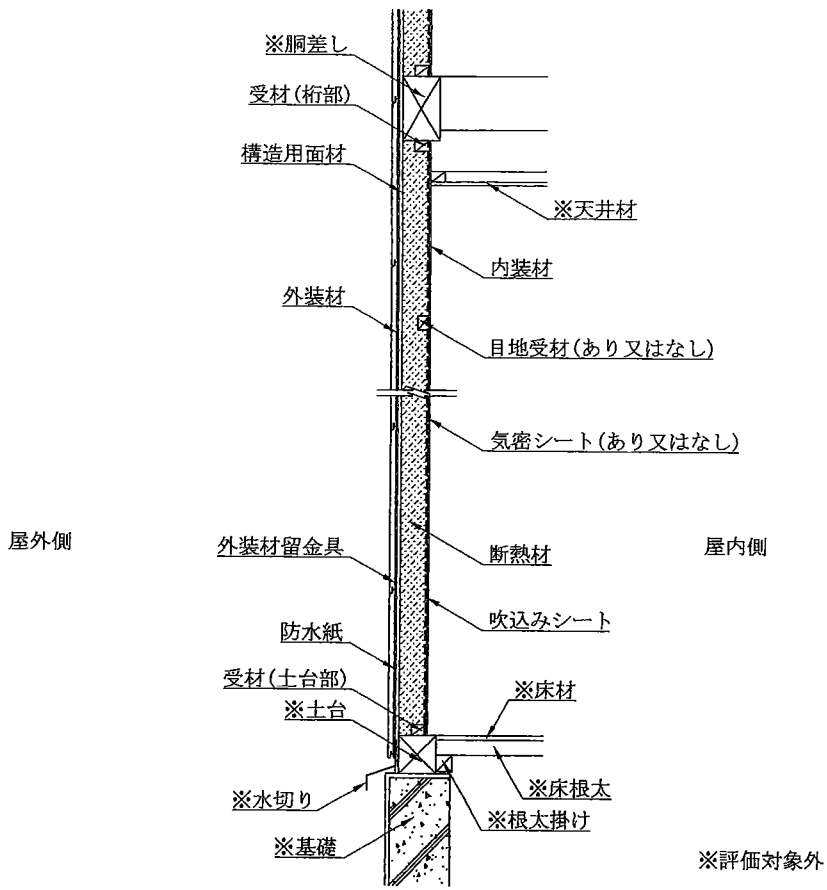 ※胴差し
受材(桁部)
構造用面材
※天井材
内装材
外装材
目地受材(あり又はなし)
気密シート(あり又はなし)
屋外側
外装材留金具
断熱材
屋内側
吹込みシート
防水紙
受材(土台部)
※床材
※土台
※床根太
※水切り
※根太掛け
※基礎
※評価対象外